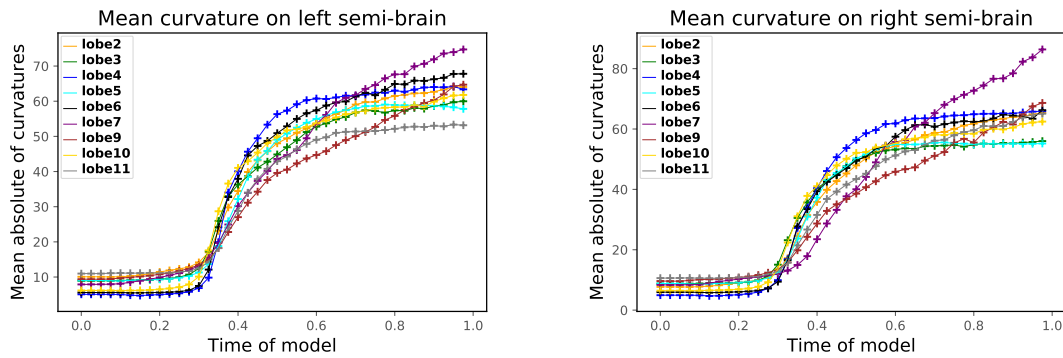 Mean curvature on left semi-brain
Mean absolute of curvatures
70
60
50
40
30
20
10
lobe2
lobe3
lobe4
lobe5
lobe6
lobe7
lobe9
lobe10
lobe11
0.0 0.2 0.4 0.6 0.8 1.0
Time of model
Mean curvature on right semi-brain
Mean absolute of curvatures
80
60
40
20
0
lobe2
lobe3
lobe4
lobe5
lobe6
lobe7
lobe9
lobe10
lobe11
0.0 0.2 0.4 0.6 0.8 1.0
Time of model